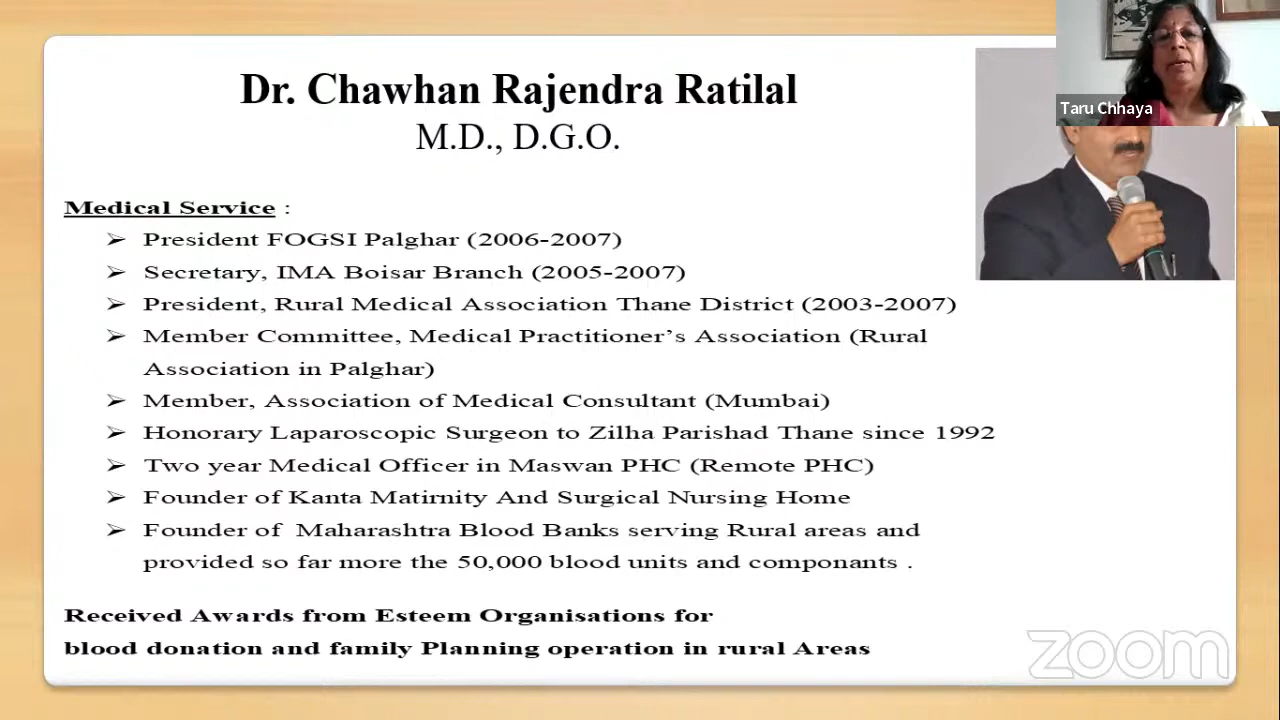 Dr. Chawhan Rajendra Ratilal
M.D., D.G.O.
Taru Chhaya
Medical Service :
➢ President FOGSI Palghar (2006-2007)
➢ Secretary, IMA Boisar Branch (2005-2007)
➢ President, Rural Medical Association Thane District (2003-2007)
➢ Member Committee, Medical Practitioner’s Association (Rural
Association in Palghar)
➢ Member, Association of Medical Consultant (Mumbai)
➢ Honorary Laparoscopic Surgeon to Zilha Parishad Thane since 1992
➢ Two year Medical Officer in Maswan PHC (Remote PHC)
➢ Founder of Kanta Matirnity And Surgical Nursing Home
➢ Founder of Maharashtra Blood Banks serving Rural areas and
provided so far more the 50,000 blood units and componants .
Received Awards from Esteem Organisations for
blood donation and family Planning operation in rural Areas
zoom